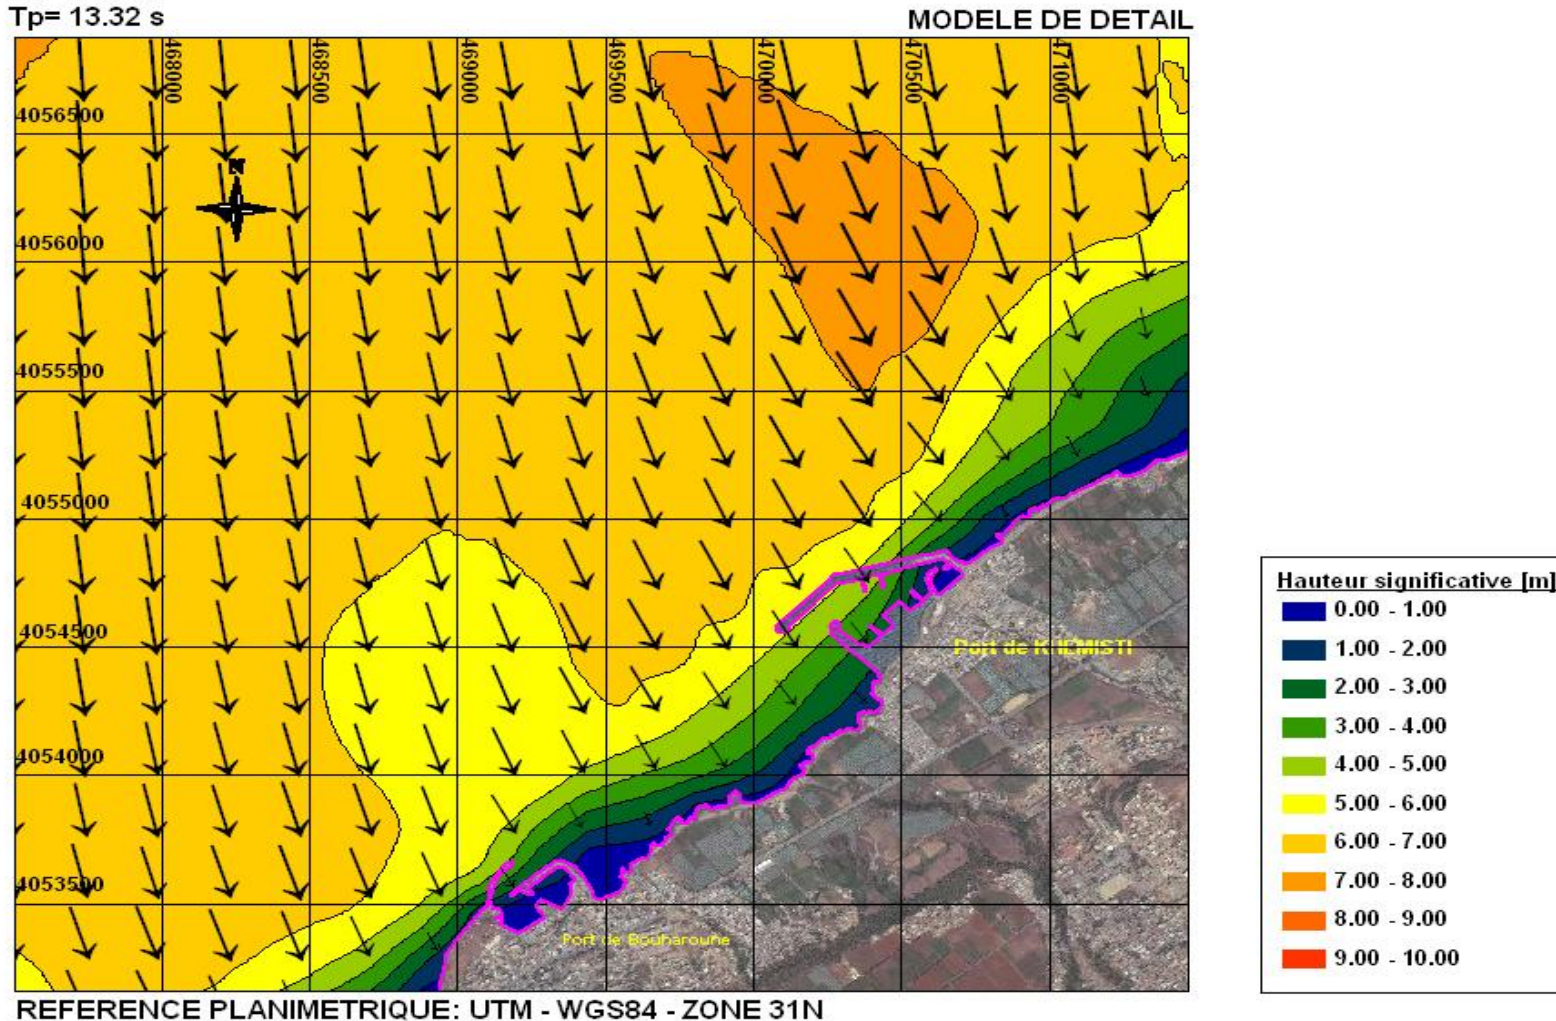 Tp= 13.32 s
MODELE DE DETAIL
468000
468500
469000
469500
470000
470500
471000
4056500
N
4056000
4055500
4055000
4054500
Port de KHEMISTI
4054000
4053500
Port de Bouharoune
Hauteur significative [m]
0.00 - 1.00
1.00 - 2.00
2.00 - 3.00
3.00 - 4.00
4.00 - 5.00
5.00 - 6.00
6.00 - 7.00
7.00 - 8.00
8.00 - 9.00
9.00 - 10.00
REFERENCE PLANIMETRIQUE: UTM - WGS84 - ZONE 31N